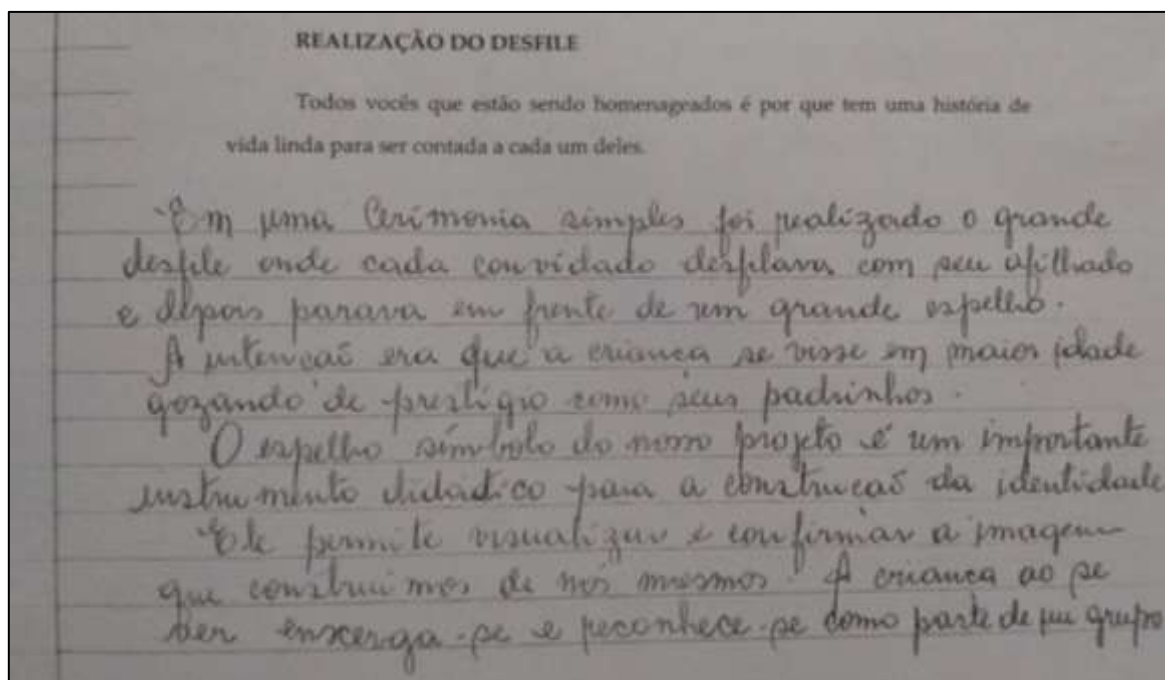 REALIZAÇÃO DO DESFILE
Todos vocês que estão sendo homenageados é por que tem uma história de
vida linda para ser contada a cada um deles.
Em uma Cerimonia simples foi realizado o grande
desfile onde cada convidado desfilava com seu afilhado
e depois parava em frente de um grande espelho.
A intençaõ era que a criança se visse em maior idade
gozando de prestígio como seus padrinhos.
O espelho símbolo do nosso projeto é um importante
instrumento didático para a construçaõ da identidade
Ele permite visualizar e confirmar a imagem
que construimos de nós mesmos. A criança ao se
ver enxerga-se e reconhece-se como parte de seu grupo